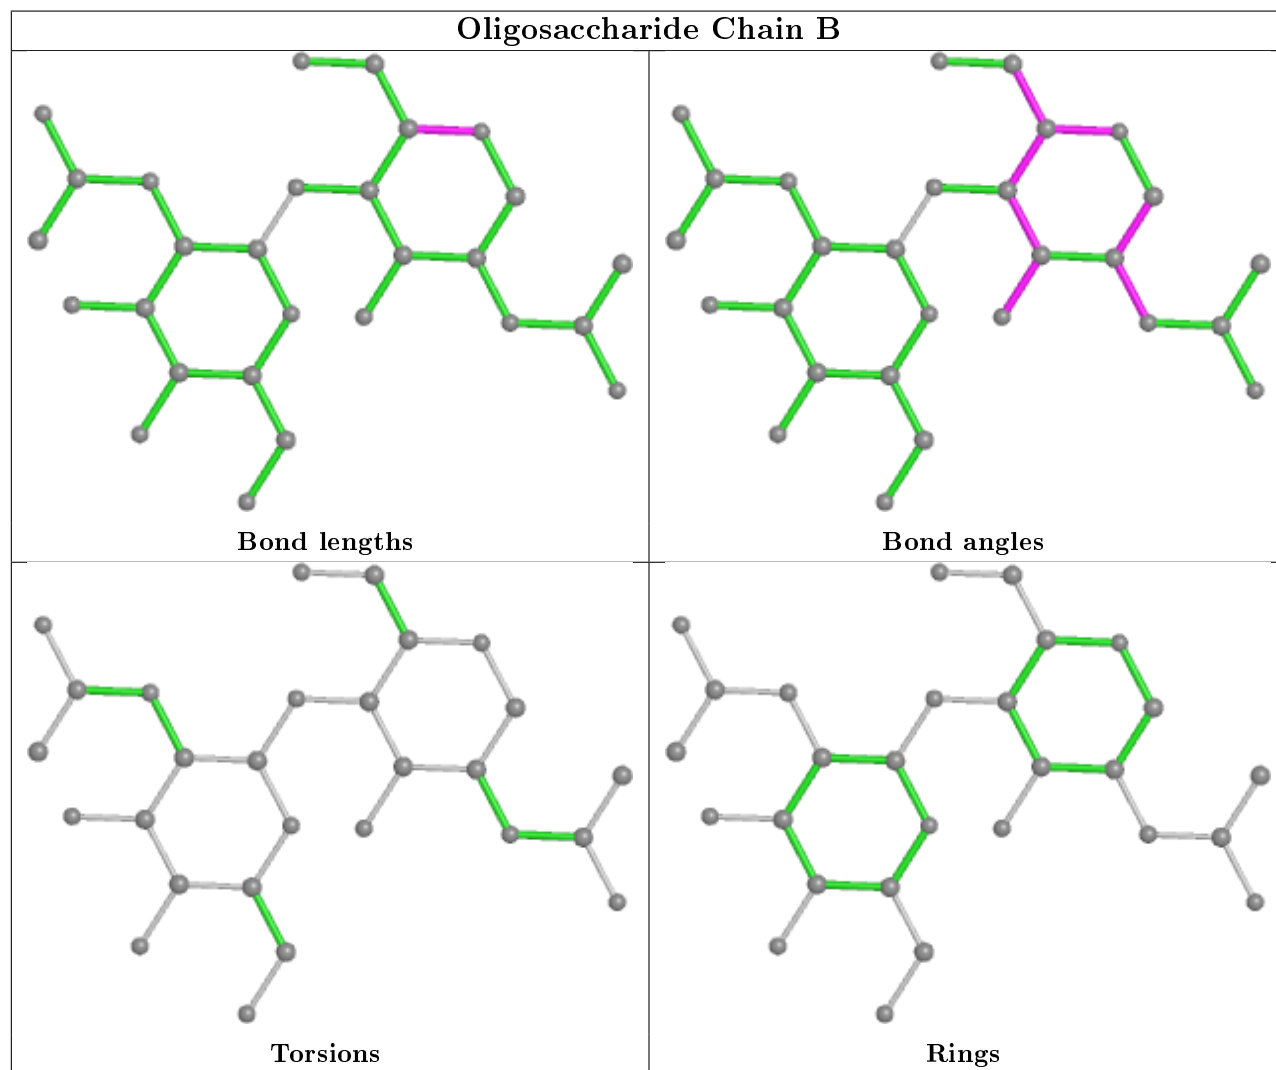 Oligosaccharide Chain B
Bond lengths
Bond angles
Torsions
Rings